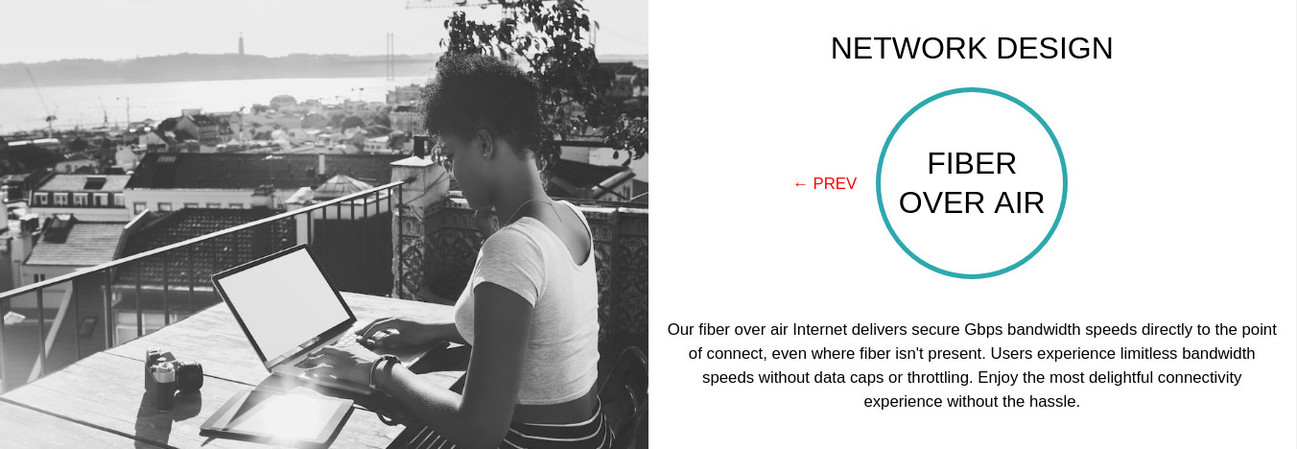 NETWORK DESIGN
FIBER
OVER AIR
← PREV
Our fiber over air Internet delivers secure Gbps bandwidth speeds directly to the point
of connect, even where fiber isn't present. Users experience limitless bandwidth
speeds without data caps or throttling. Enjoy the most delightful connectivity
experience without the hassle.